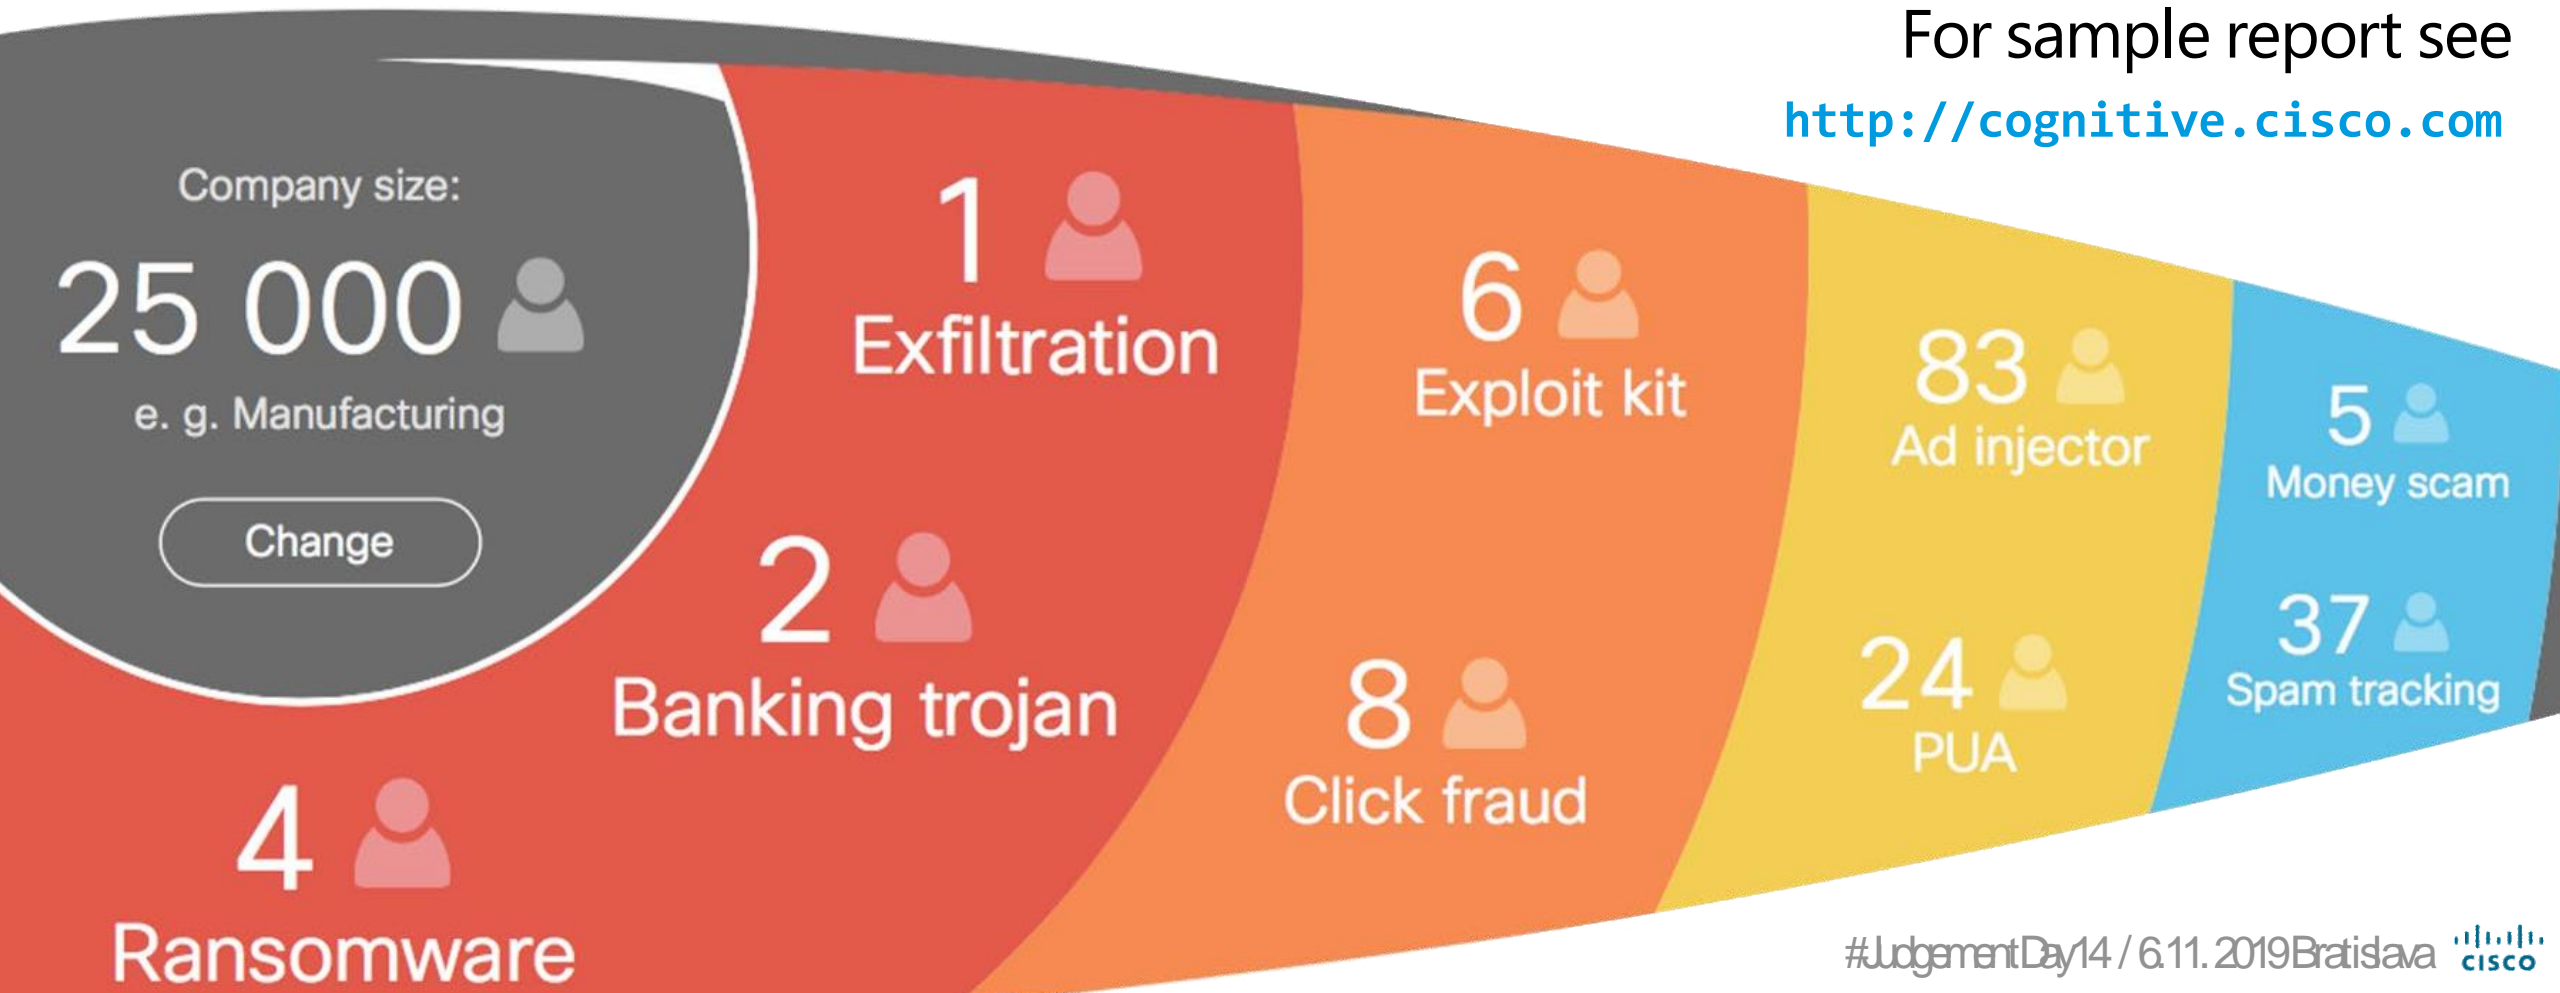 For sample report see
http://cognitive.cisco.com
Company size:
25 000
e. g. Manufacturing
Change
1
Exfiltration
2
Banking trojan
4
Ransomware
6
Exploit kit
8
Click fraud
83
Ad injector
24
PUA
5
Money scam
37
Spam tracking
#JudgementDay14 / 6.11. 2019 Bratislava
CISCO